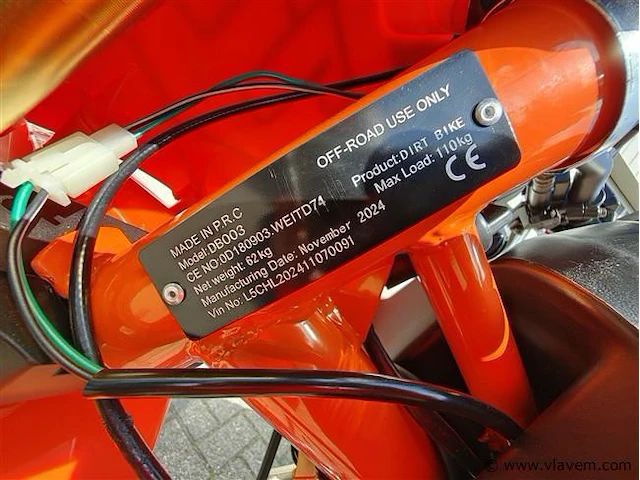 OFF-ROAD USE ONLY
MADE IN P.R.C
Model:DB003 Product:DIRT BIKE
CE NO:0D180903.WEITD74 Max Load: 110kg
Net weight: 62kg
Manufacturing Date: November 2024
Vin No: L5CHL202411070091
CE
© www.vlavem.com